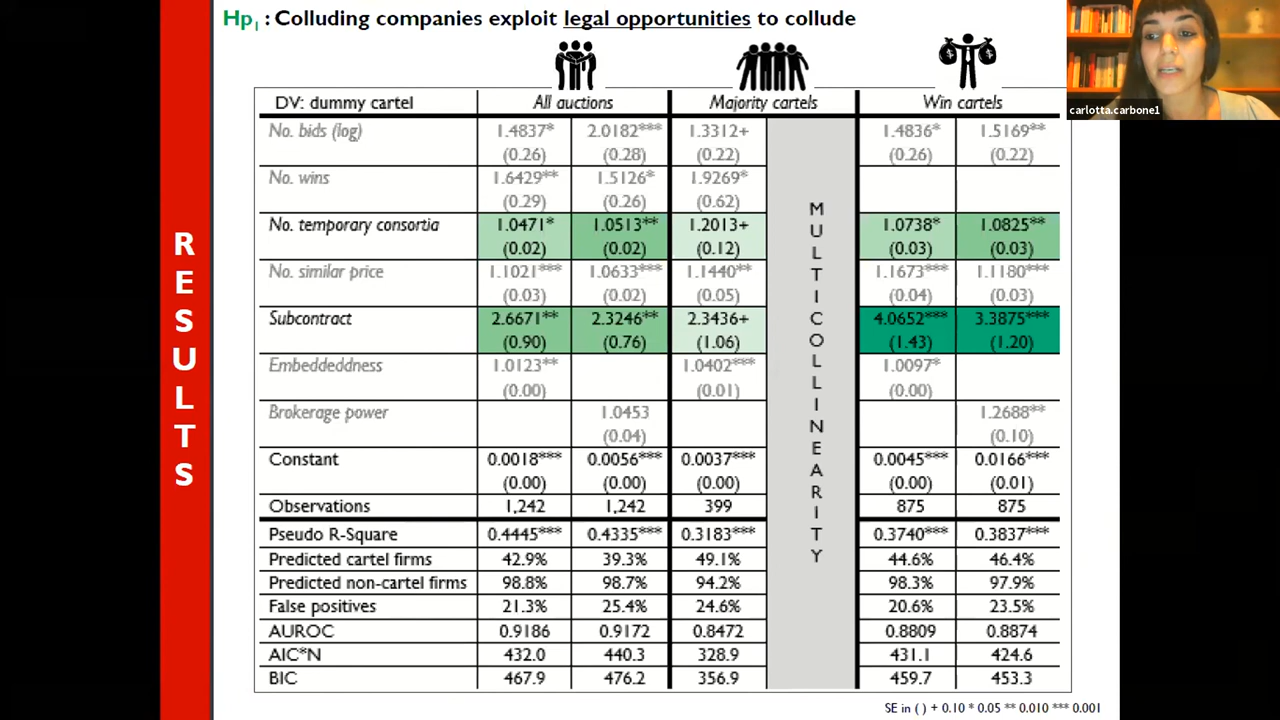 Hp1 : Colluding companies exploit legal opportunities to collude
carlotta.carbone1
RESULTS
DV: dummy cartel All auctions Majority cartels Win cartels
No. bids (log) 1.4837* 2.0182*** 1.3312+ 1.4836* 1.5169**
(0.26) (0.28) (0.22) (0.26) (0.22)
No. wins 1.6429** 1.5126* 1.9269*
(0.29) (0.26) (0.62)
No. temporary consortia 1.0471* 1.0513** 1.2013+ 1.0738* 1.0825**
(0.02) (0.02) (0.12) (0.03) (0.03)
No. similar price 1.1021*** 1.0633*** 1.1440** 1.1673*** 1.1180***
(0.03) (0.02) (0.05) (0.04) (0.03)
Subcontract 2.6671** 2.3246** 2.3436+ 4.0652*** 3.3875***
(0.90) (0.76) (1.06) (1.43) (1.20)
Embeddedness 1.0123** 1.0402*** 1.0097*
(0.00) (0.01) (0.00)
Brokerage power 1.0453 1.2688**
(0.04) (0.10)
Constant 0.0018*** 0.0056*** 0.0037*** 0.0045*** 0.0166***
(0.00) (0.00) (0.00) (0.00) (0.01)
Observations 1,242 1,242 399 875 875
Pseudo R-Square 0.4445*** 0.4335*** 0.3183*** 0.3740*** 0.3837***
Predicted cartel firms 42.9% 39.3% 49.1% 44.6% 46.4%
Predicted non-cartel firms 98.8% 98.7% 94.2% 98.3% 97.9%
False positives 21.3% 25.4% 24.6% 20.6% 23.5%
AUROC 0.9186 0.9172 0.8472 0.8809 0.8874
AIC*N 432.0 440.3 328.9 431.1 424.6
BIC 467.9 476.2 356.9 459.7 453.3
MULTICOLLINEARITY
SE in ( ) + 0.10 * 0.05 ** 0.010 *** 0.001